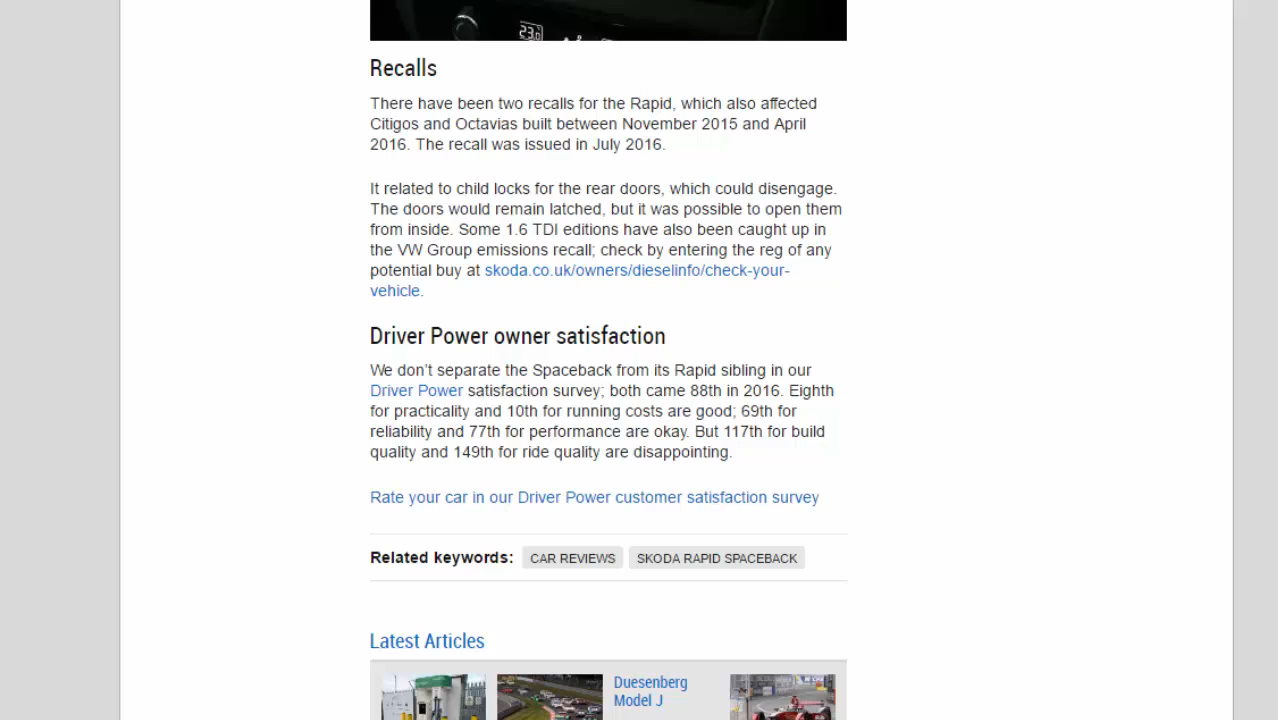 23.0
Recalls
There have been two recalls for the Rapid, which also affected
Citigos and Octavias built between November 2015 and April
2016. The recall was issued in July 2016.
It related to child locks for the rear doors, which could disengage.
The doors would remain latched, but it was possible to open them
from inside. Some 1.6 TDI editions have also been caught up in
the VW Group emissions recall; check by entering the reg of any
potential buy at skoda.co.uk/owners/dieselinfo/check-your-
vehicle.
Driver Power owner satisfaction
We don't separate the Spaceback from its Rapid sibling in our
Driver Power satisfaction survey; both came 88th in 2016. Eighth
for practicality and 10th for running costs are good; 69th for
reliability and 77th for performance are okay. But 117th for build
quality and 149th for ride quality are disappointing.
Rate your car in our Driver Power customer satisfaction survey
Related keywords: CAR REVIEWS SKODA RAPID SPACEBACK
Latest Articles
Duesenberg
Model J